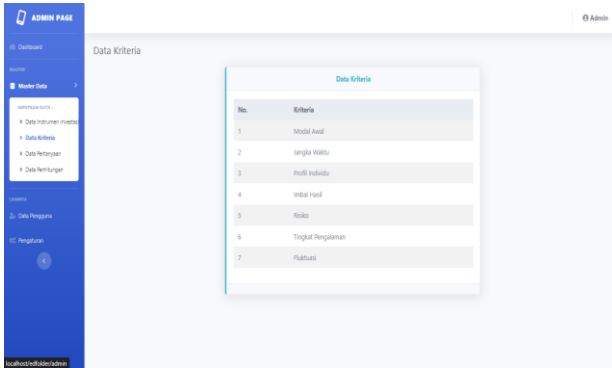 ADMIN PAGE
Admin
Dashboard
Data Kriteria
MASTER
Master Data
Data Kriteria
Data Instrumen Investasi
Data Kriteria
Data Pertanyaan
Data Perhitungan
No. Kriteria
1 Modal Awal
2 Jangka Waktu
3 Profil Individu
4 Imbal Hasil
5 Risiko
6 Tingkat Pengalaman
7 Fluktuasi
LAINNYA
Data Pengguna
Pengaturan
localhost/edfolder/admin